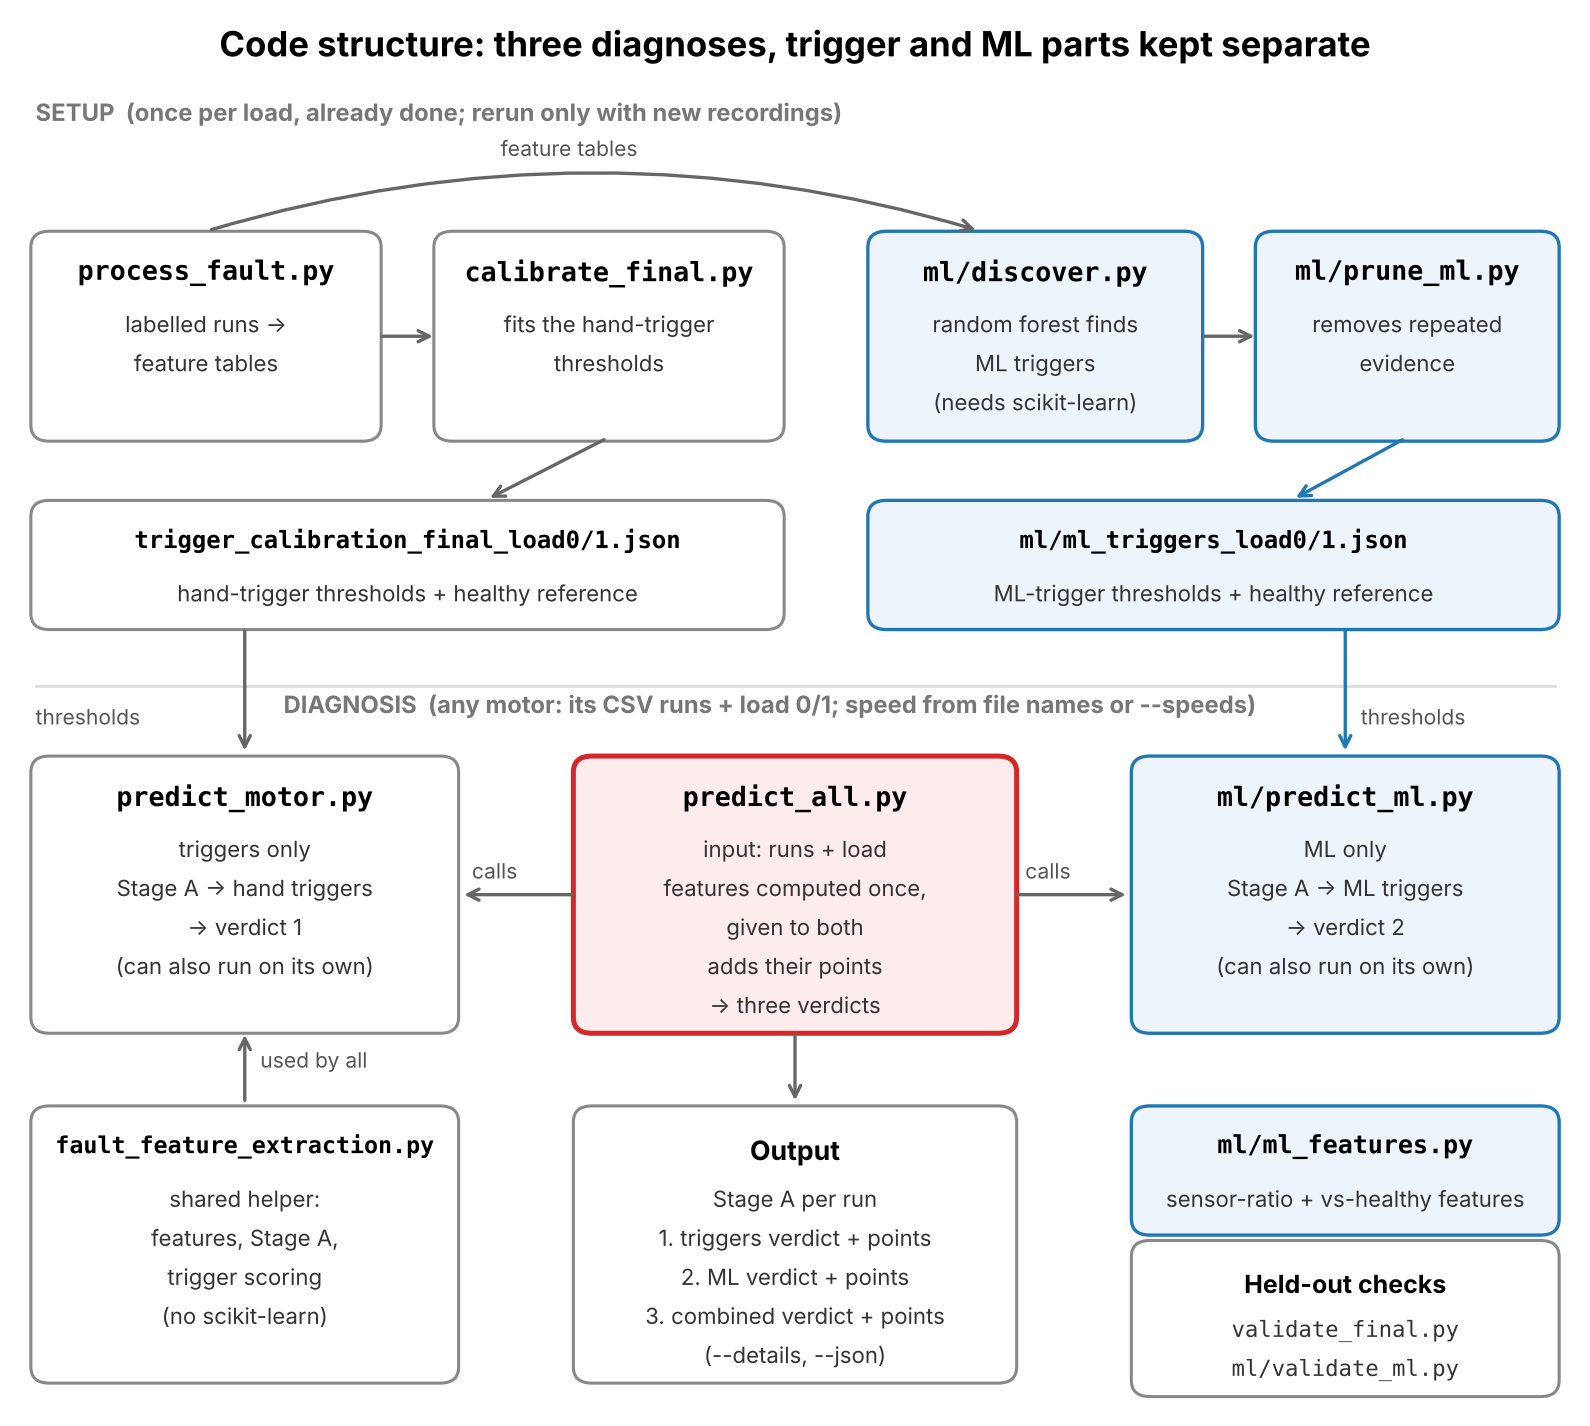 Code structure: three diagnoses, trigger and ML parts kept separate
SETUP (once per load, already done; rerun only with new recordings)
feature tables
process_fault.py
labelled runs →
feature tables
calibrate_final.py
fits the hand-trigger
thresholds
ml/discover.py
random forest finds
ML triggers
(needs scikit-learn)
ml/prune_ml.py
removes repeated
evidence
trigger_calibration_final_load0/1.json
hand-trigger thresholds + healthy reference
ml/ml_triggers_load0/1.json
ML-trigger thresholds + healthy reference
DIAGNOSIS (any motor: its CSV runs + load 0/1; speed from file names or --speeds)
thresholds
thresholds
predict_motor.py
triggers only
Stage A → hand triggers
→ verdict 1
(can also run on its own)
calls
predict_all.py
input: runs + load
features computed once,
given to both
adds their points
→ three verdicts
calls
ml/predict_ml.py
ML only
Stage A → ML triggers
→ verdict 2
(can also run on its own)
used by all
fault_feature_extraction.py
shared helper:
features, Stage A,
trigger scoring
(no scikit-learn)
Output
Stage A per run
1. triggers verdict + points
2. ML verdict + points
3. combined verdict + points
(--details, --json)
ml/ml_features.py
sensor-ratio + vs-healthy features
Held-out checks
validate_final.py
ml/validate_ml.py